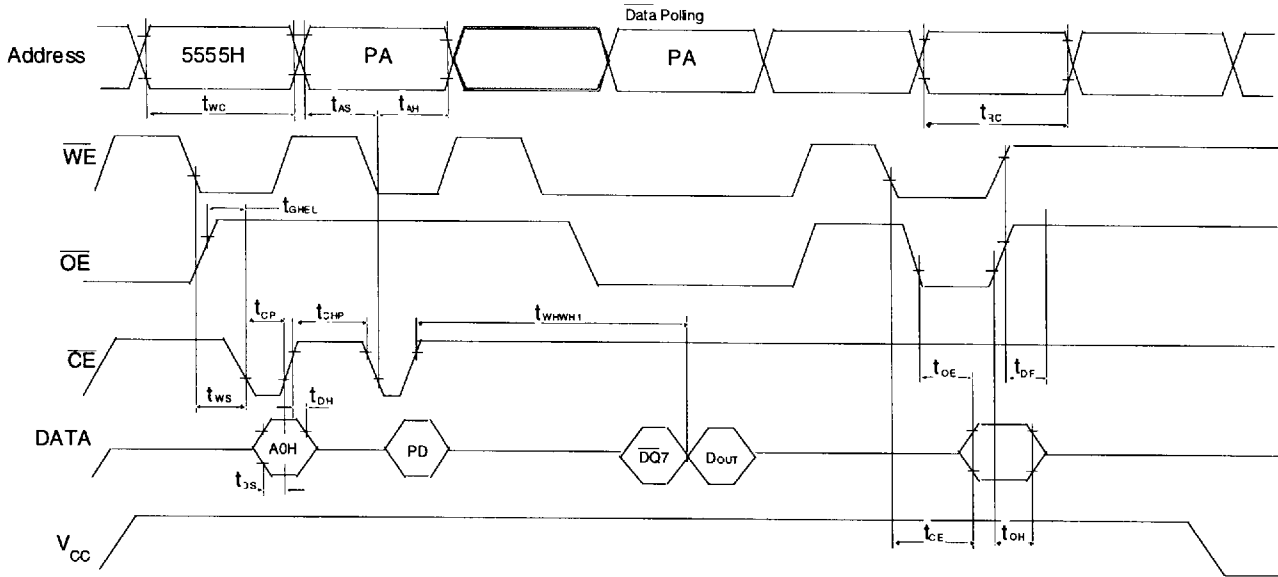 Data Polling
Address 5555H PA PA
tWC tAS tAH tRC
WE
tGHEL
OE
tCP tCHP tWHWH1
CE
tOE tDF
tWS tDH
DATA A0H PD DQ7 DOUT
tDS
VCC
tCE tOH